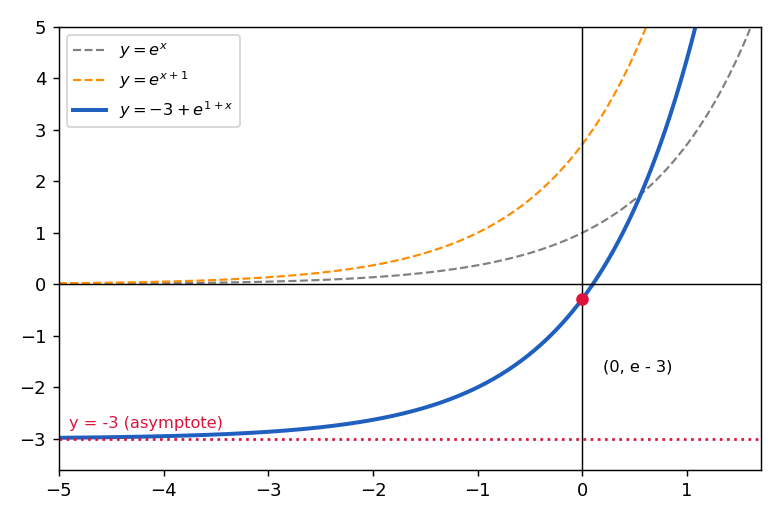 5
y = e^x
y = e^{x+1}
y = −3 + e^{1+x}
4
3
2
1
0
−1
(0, e - 3)
−2
y = -3 (asymptote)
−3
−5 −4 −3 −2 −1 0 1